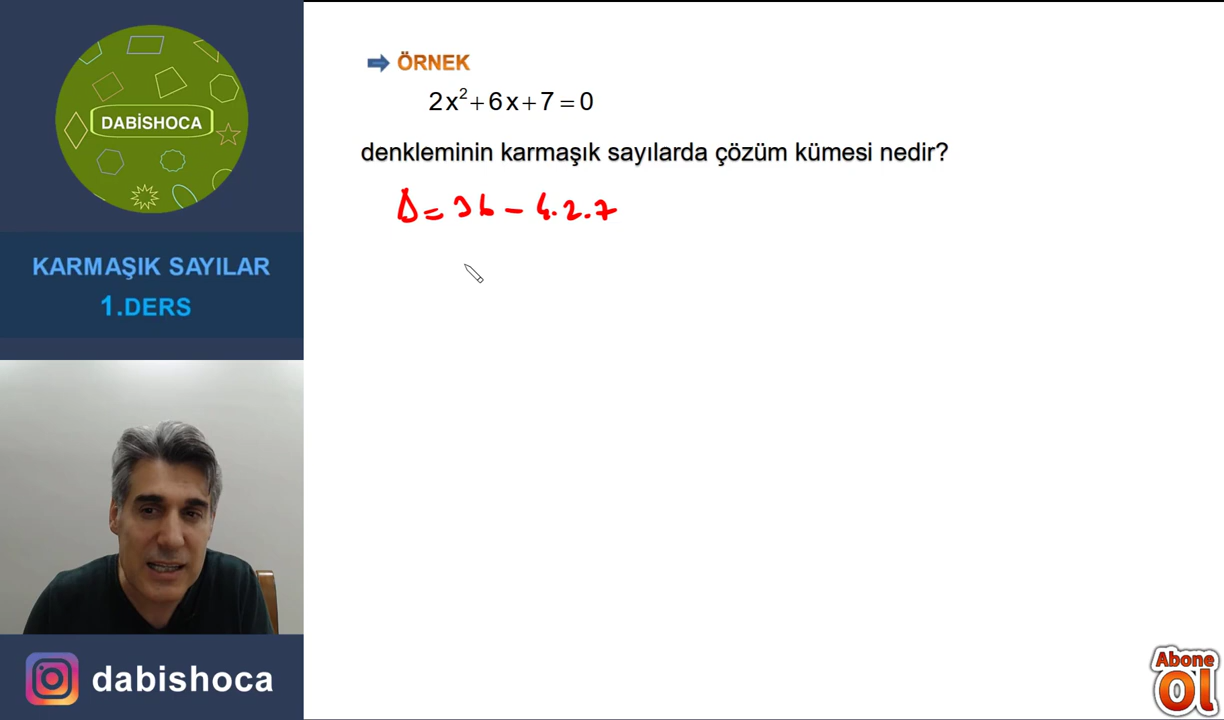 DABİSHOCA
KARMAŞIK SAYILAR
1.DERS
dabishoca
ÖRNEK
2x²+6x+7=0
denkleminin karmaşık sayılarda çözüm kümesi nedir?
Δ=36-4.2.7
Abone
Ol